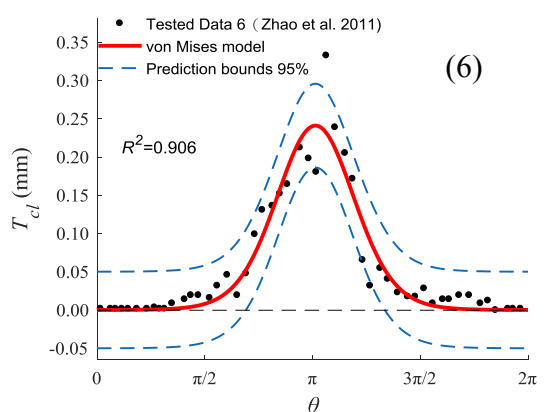 Tested Data 6（Zhao et al. 2011)
von Mises model
Prediction bounds 95%
(6)
R²=0.906
T_cl (mm)
0.35
0.30
0.25
0.20
0.15
0.10
0.05
0.00
-0.05
0 π/2 π 3π/2 2π
θ